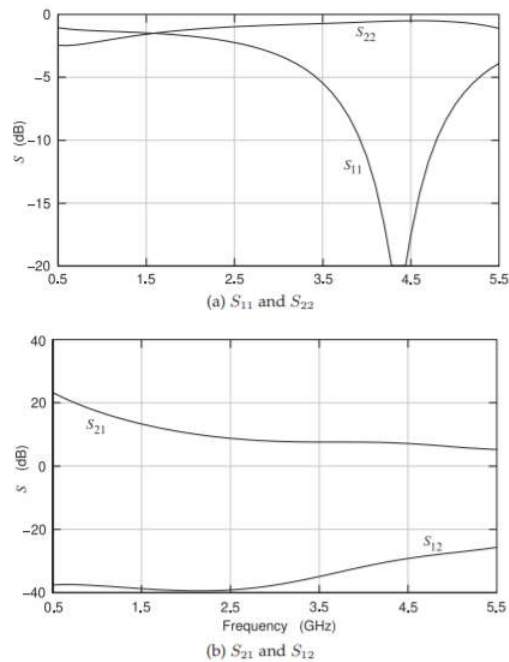 0
S22
−5
S (dB)
−10
S11
−15
−20
0.5 1.5 2.5 3.5 4.5 5.5
(a) S11 and S22
40
20
S21
S (dB)
0
−20
S12
−40
0.5 1.5 2.5 3.5 4.5 5.5
Frequency (GHz)
(b) S21 and S12